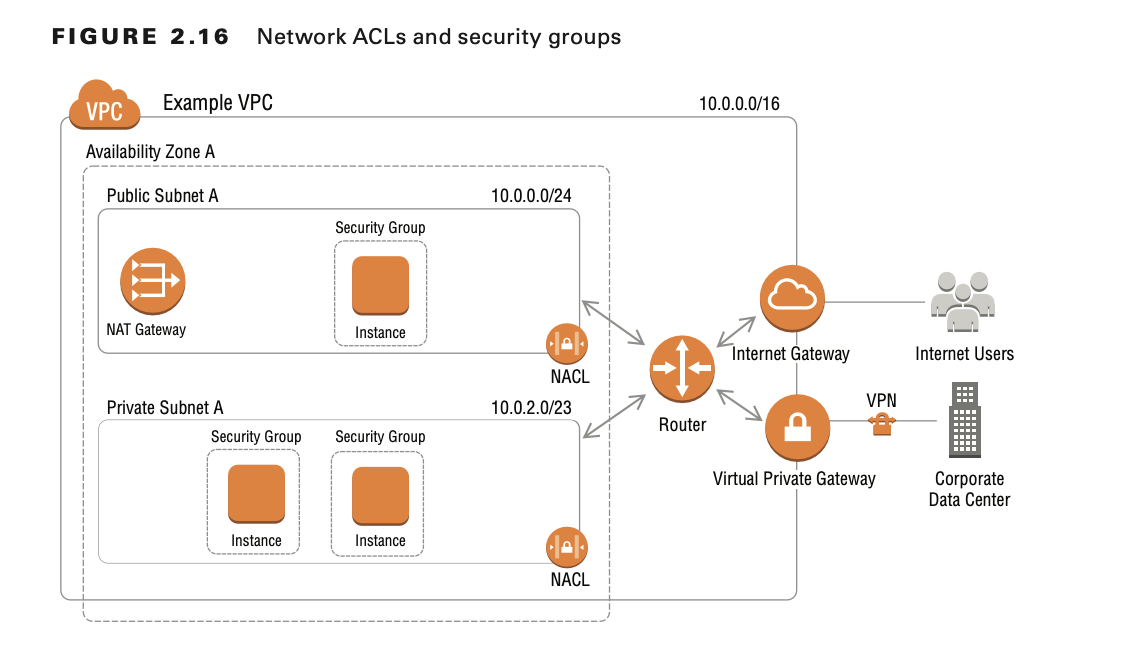 FIGURE 2.16 Network ACLs and security groups
VPC
Example VPC
10.0.0.0/16
Availability Zone A
Public Subnet A
10.0.0.0/24
Security Group
NAT Gateway
Instance
NACL
Internet Gateway
Internet Users
Router
Private Subnet A
10.0.2.0/23
Security Group
Security Group
Instance
Instance
NACL
VPN
Virtual Private Gateway
Corporate
Data Center